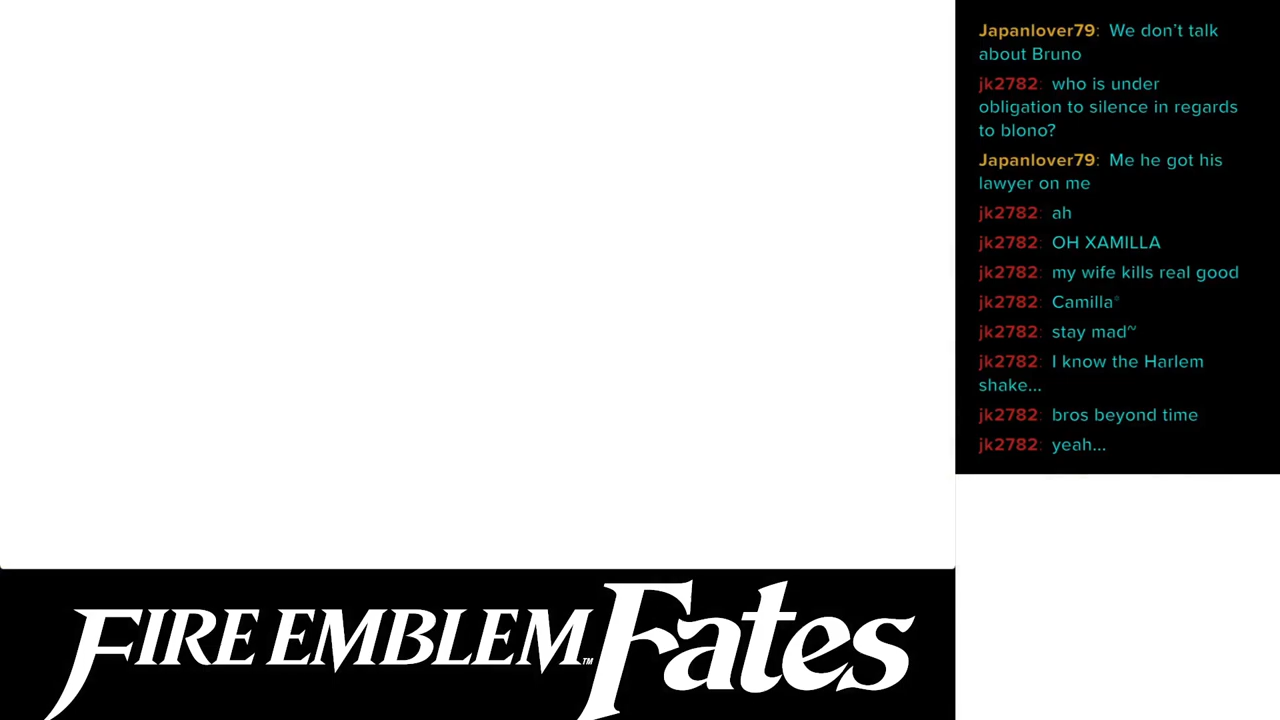 Japanlover79: We don't talk
about Bruno
jk2782: who is under
obligation to silence in regards
to blono?
Japanlover79: Me he got his
lawyer on me
jk2782: ah
jk2782: OH XAMILLA
jk2782: my wife kills real good
jk2782: Camilla*
jk2782: stay mad~
jk2782: I know the Harlem
shake...
jk2782: bros beyond time
jk2782: yeah...
FIRE EMBLEM™ Fates